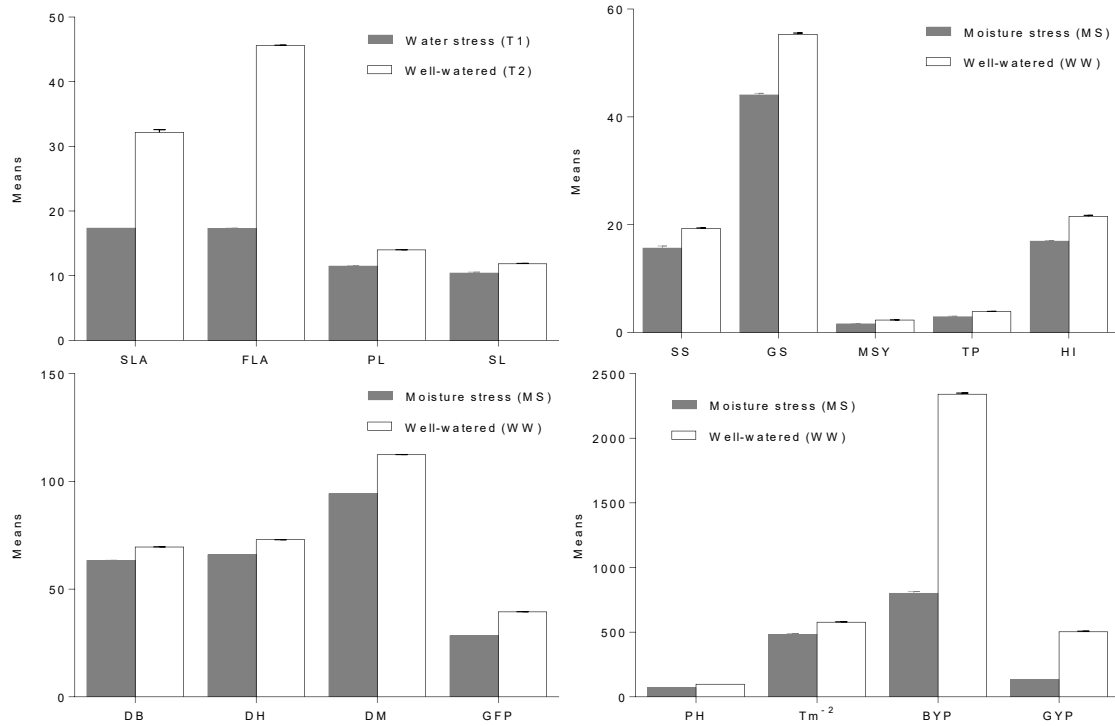 50
40
30
20
10
0
Means
Water stress (T1)
Well-watered (T2)
SLA FLA PL SL
60
40
20
0
Means
Moisture stress (MS)
Well-watered (WW)
SS GS MSY TP HI
150
100
50
0
Means
Moisture stress (MS)
Well-watered (WW)
DB DH DM GFP
2500
2000
1500
1000
500
0
Means
Moisture stress (MS)
Well-watered (WW)
PH Tm⁻² BYP GYP